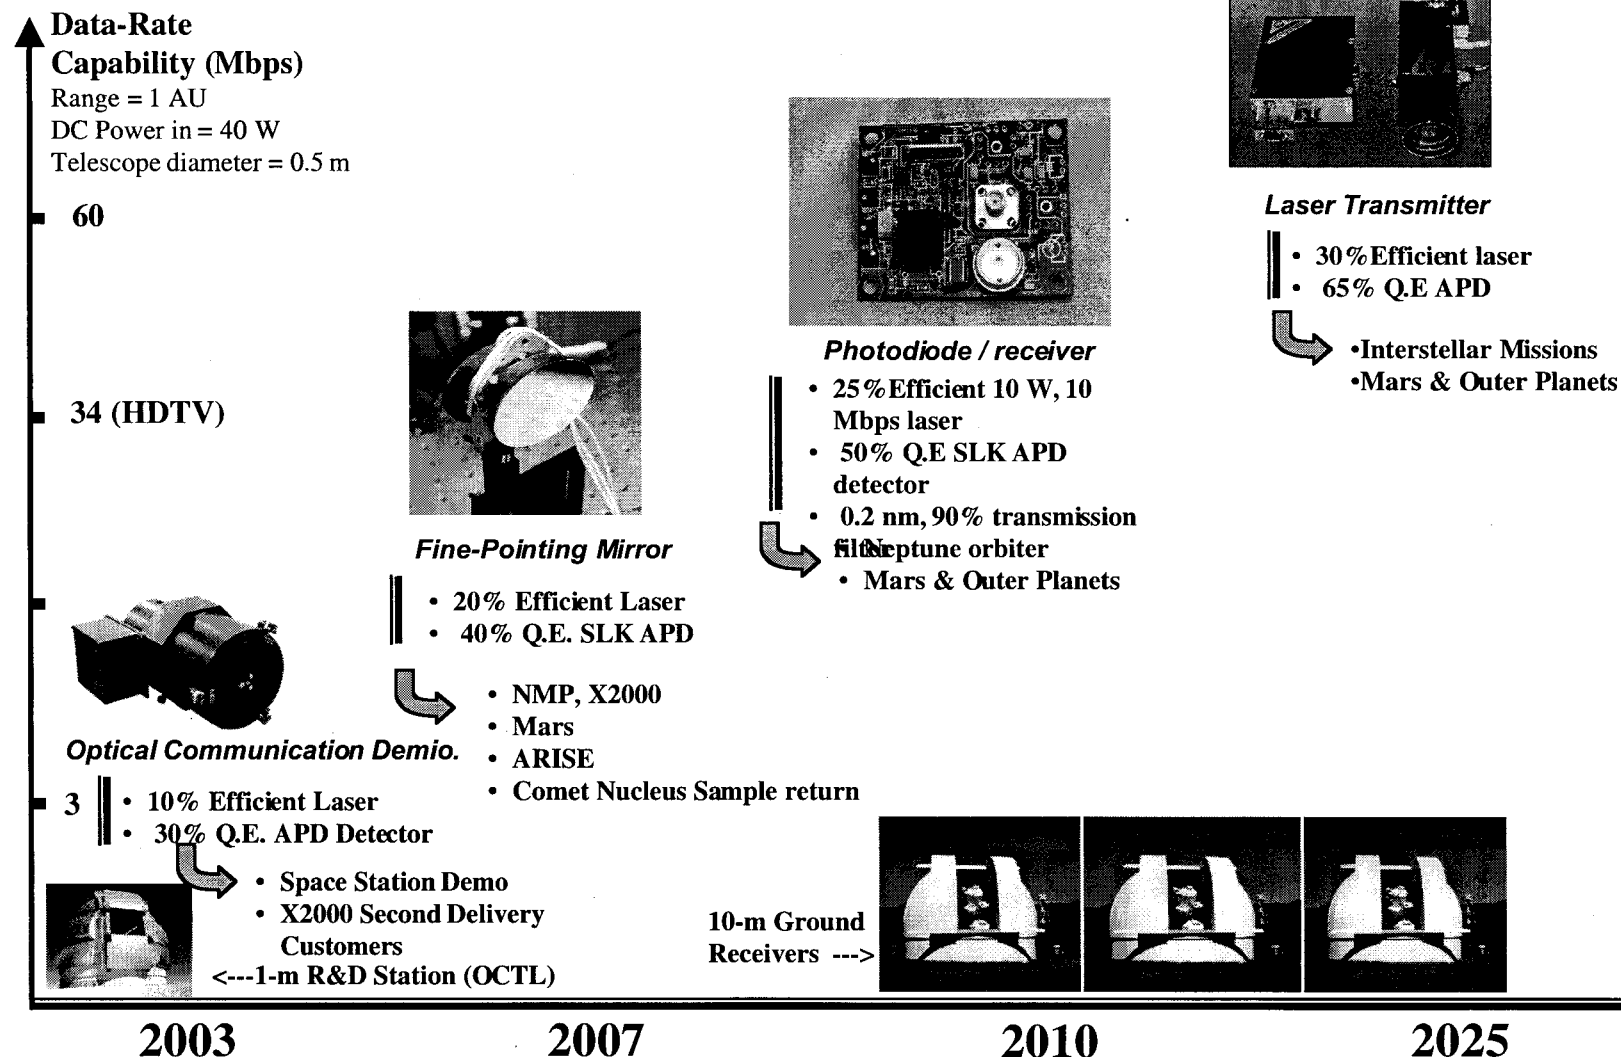 Data-Rate
Capability (Mbps)
Range = 1 AU
DC Power in = 40 W
Telescope diameter = 0.5 m
60
34 (HDTV)
3
Optical Communication Demio.
• 10% Efficient Laser
• 30% Q.E. APD Detector
• Space Station Demo
• X2000 Second Delivery
Customers
<---1-m R&D Station (OCTL)
Fine-Pointing Mirror
• 20% Efficient Laser
• 40% Q.E. SLK APD
• NMP, X2000
• Mars
• ARISE
• Comet Nucleus Sample return
Photodiode / receiver
• 25%Efficient 10 W, 10
Mbps laser
• 50% Q.E SLK APD
detector
• 0.2 nm, 90% transmission
filter
• Neptune orbiter
• Mars & Outer Planets
Laser Transmitter
• 30%Efficient laser
• 65% Q.E APD
•Interstellar Missions
•Mars & Outer Planets
10-m Ground
Receivers --->
2003
2007
2010
2025